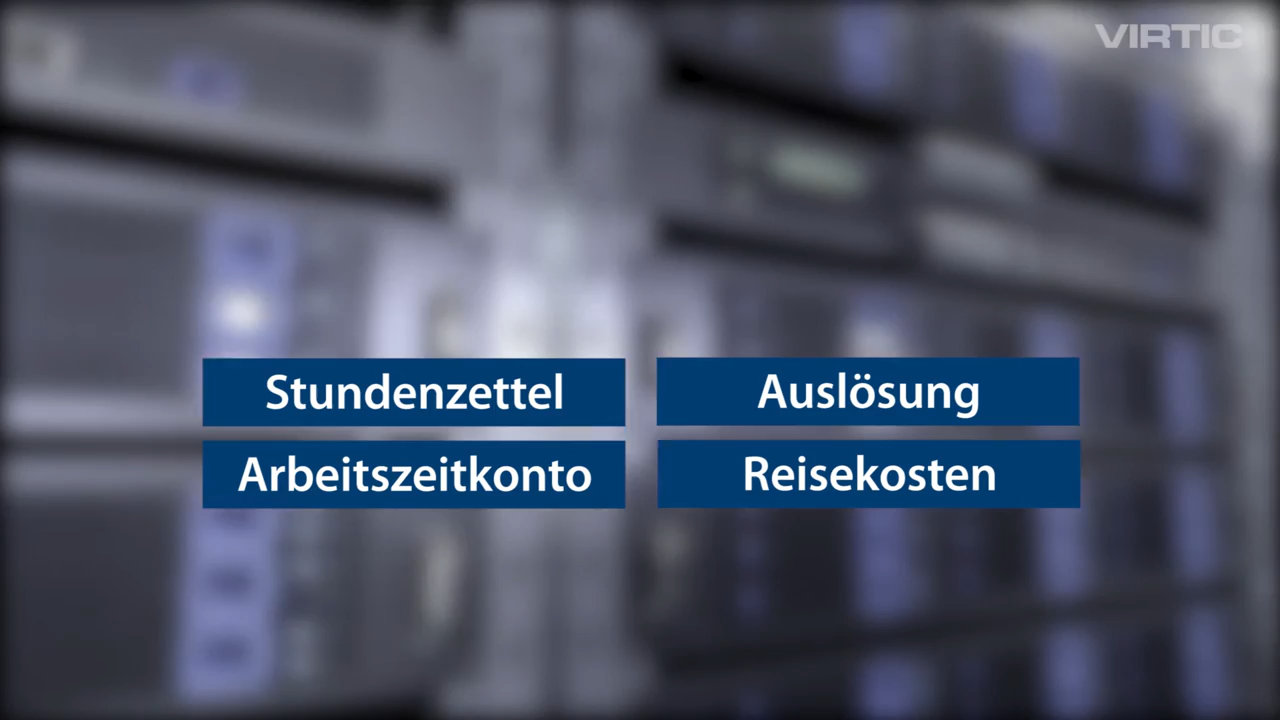 VIRTIC
Stundenzettel
Auslösung
Arbeitszeitkonto
Reisekosten